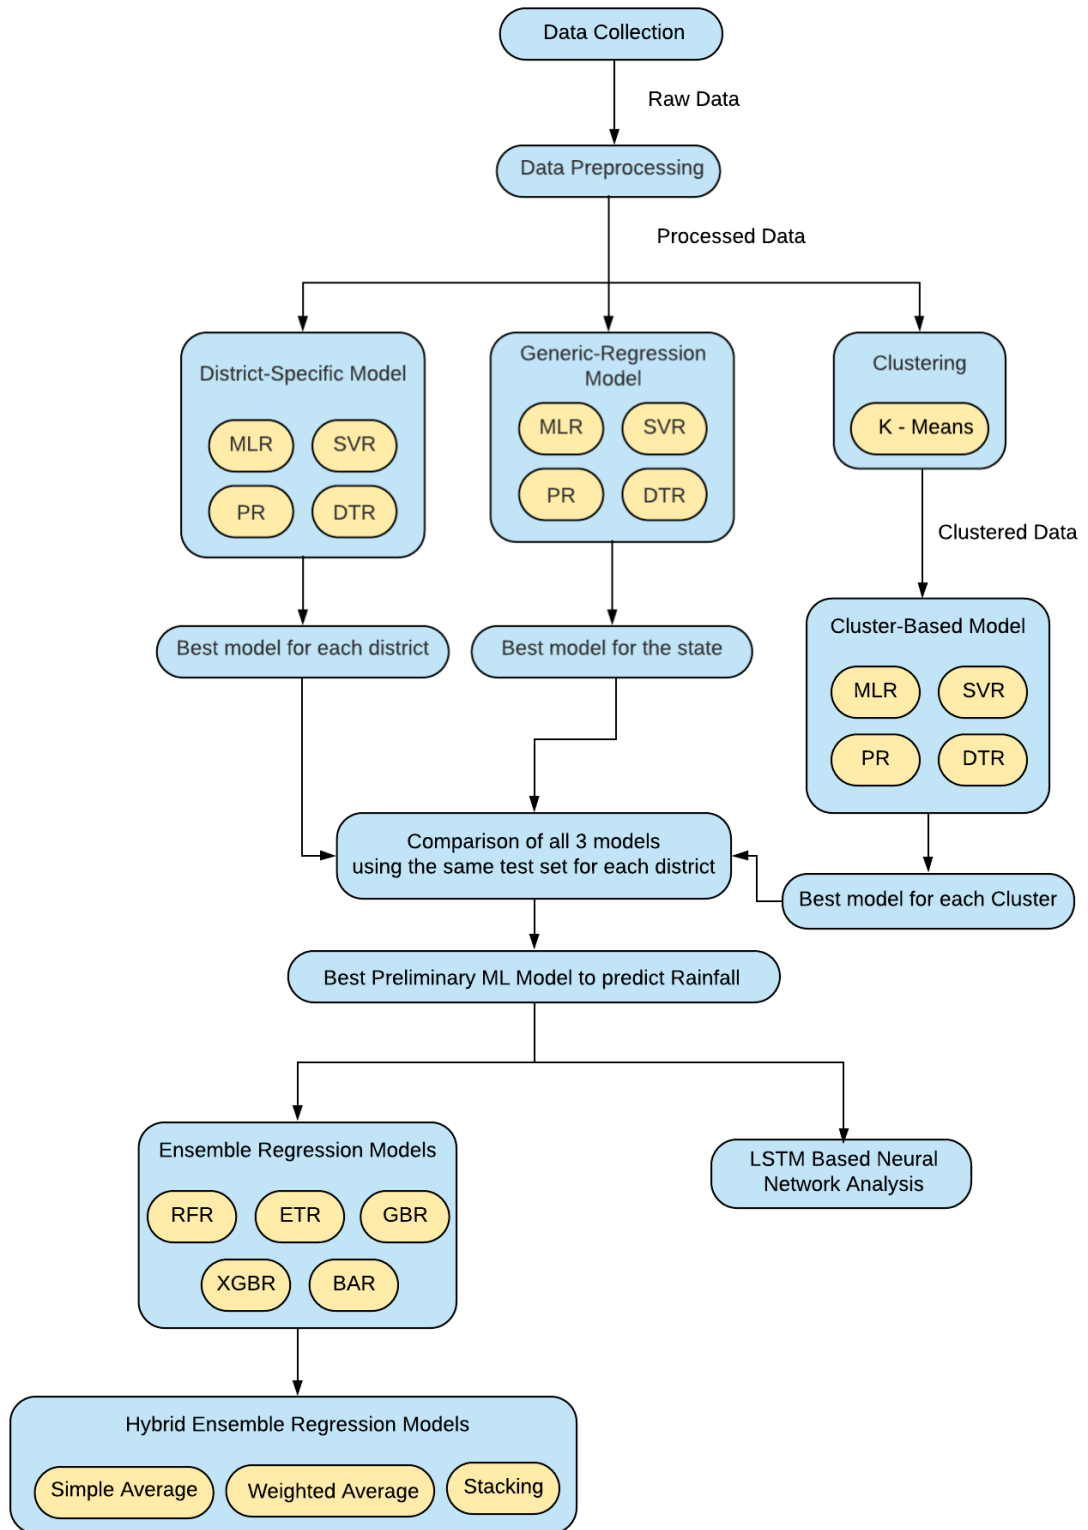 Data Collection
Raw Data
Data Preprocessing
Processed Data
District-Specific Model
MLR
SVR
PR
DTR
Generic-Regression
Model
MLR
SVR
PR
DTR
Clustering
K - Means
Clustered Data
Best model for each district
Best model for the state
Cluster-Based Model
MLR
SVR
PR
DTR
Comparison of all 3 models
using the same test set for each district
Best model for each Cluster
Best Preliminary ML Model to predict Rainfall
Ensemble Regression Models
RFR
ETR
GBR
XGBR
BAR
LSTM Based Neural
Network Analysis
Hybrid Ensemble Regression Models
Simple Average
Weighted Average
Stacking